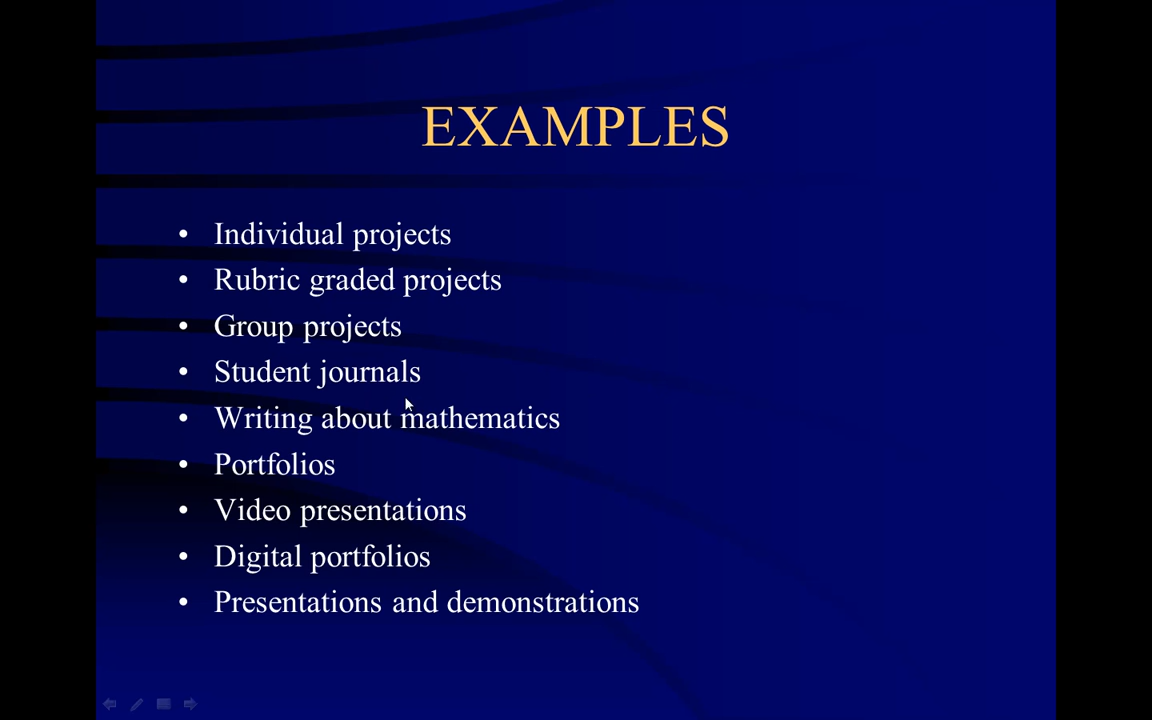 EXAMPLES
• Individual projects
• Rubric graded projects
• Group projects
• Student journals
• Writing about mathematics
• Portfolios
• Video presentations
• Digital portfolios
• Presentations and demonstrations